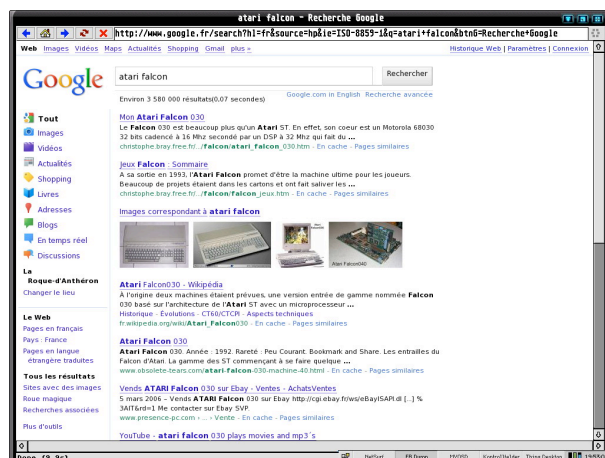 atari falcon - Recherche Google
http://www.google.fr/search?hl=fr&source=hp&ie=ISO-8859-1&q=atari+falcon&btnG=Recherche+Google
Web Images Vidéos Maps Actualités Shopping Gmail plus »
Historique Web | Paramètres | Connexion
Google
atari falcon
Rechercher
Environ 3 580 000 résultats(0,07 secondes)
Google.com in English Recherche avancée
Tout
Images
Vidéos
Actualités
Shopping
Livres
Adresses
Blogs
En temps réel
Discussions
La
Roque-d'Anthéron
Changer le lieu
Le Web
Pages en français
Pays : France
Pages en langue
étrangère traduites
Tous les résultats
Sites avec des images
Roue magique
Recherches associées
Plus d'outils
Mon Atari Falcon 030
Le Falcon 030 est beaucoup plus qu'un Atari ST. En effet, son coeur est un Motorola 68030
32 bits cadencé à 16 Mhz secondé par un DSP à 32 Mhz qui fait du ...
christophe.bray.free.fr/.../falcon/atari_falcon_030.htm - En cache - Pages similaires
Jeux Falcon : Sommaire
A sa sortie en 1993, l'Atari Falcon promet d'être la machine ultime pour les joueurs.
Beaucoup de projets étaient dans les cartons et ont fait saliver les ...
christophe.bray.free.fr/.../falcon/falcon_jeux.htm - En cache - Pages similaires
Images correspondant à atari falcon
Atari Falcon040
Atari Falcon030 - Wikipédia
À l'origine deux machines étaient prévues, une version entrée de gamme nommée Falcon
030 basé sur l'architecture de l'Atari ST avec un microprocesseur ...
Historique - Évolutions - CT60/CTCPI - Aspects techniques
fr.wikipedia.org/wiki/Atari_Falcon030 - En cache - Pages similaires
Atari Falcon 030
Atari Falcon 030. Année : 1992. Rareté : Peu Courant. Bookmark and Share. Les entrailles du
Falcon d'Atari. La gamme des ST commençant à se faire quelque ...
www.obsolete-tears.com/atari-falcon-030-machine-40.html - En cache - Pages similaires
Vends ATARI Falcon 030 sur Ebay - Ventes - AchatsVentes
5 mars 2006 – Vends ATARI Falcon 030 sur Ebay http://cgi.ebay.fr/ws/eBayISAPI.dl [...] %
3AIT&rd=1 Me contacter sur Ebay SVP.
www.presence-pc.com › ... › Vente - En cache - Pages similaires
YouTube - atari falcon 030 plays movies and mp3´s
Done (9.9s)
NetSurf
FB Dump
MyDSD
Thing Desktop